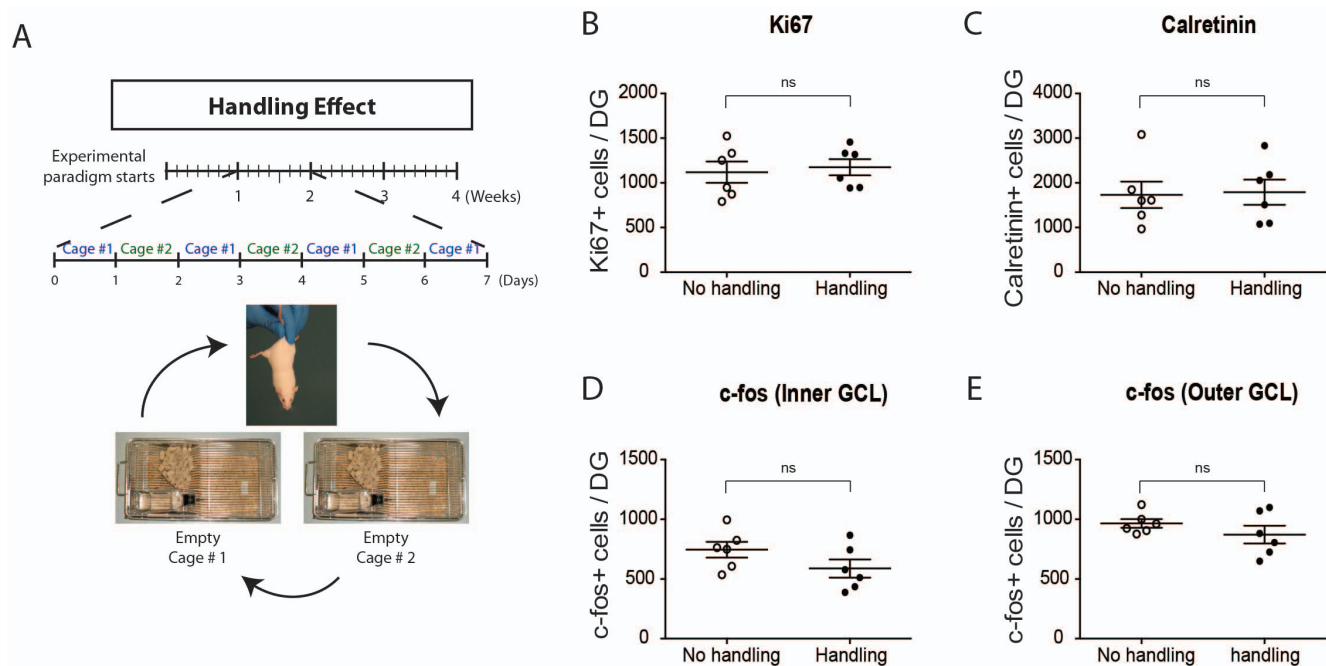 A
Handling Effect
Experimental
paradigm starts
1 2 3 4 (Weeks)
Cage #1 Cage #2 Cage #1 Cage #2 Cage #1 Cage #2 Cage #1
0 1 2 3 4 5 6 7 (Days)
Empty
Cage # 1
Empty
Cage # 2
B
Ki67
ns
Ki67+ cells / DG
2000
1500
1000
500
0
No handling Handling
C
Calretinin
ns
Calretinin+ cells / DG
4000
3000
2000
1000
0
No handling Handling
D
c-fos (Inner GCL)
ns
c-fos+ cells / DG
1500
1000
500
0
No handling Handling
E
c-fos (Outer GCL)
ns
c-fos+ cells / DG
1500
1000
500
0
No handling handling